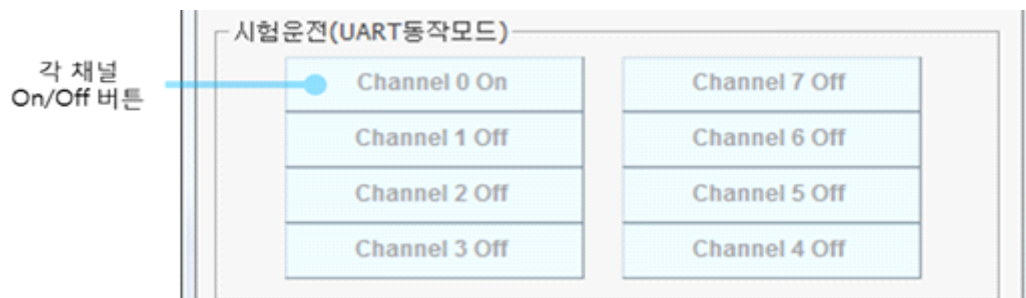 시험운전(UART동작모드)
각 채널
On/Off 버튼
Channel 0 On
Channel 7 Off
Channel 1 Off
Channel 6 Off
Channel 2 Off
Channel 5 Off
Channel 3 Off
Channel 4 Off